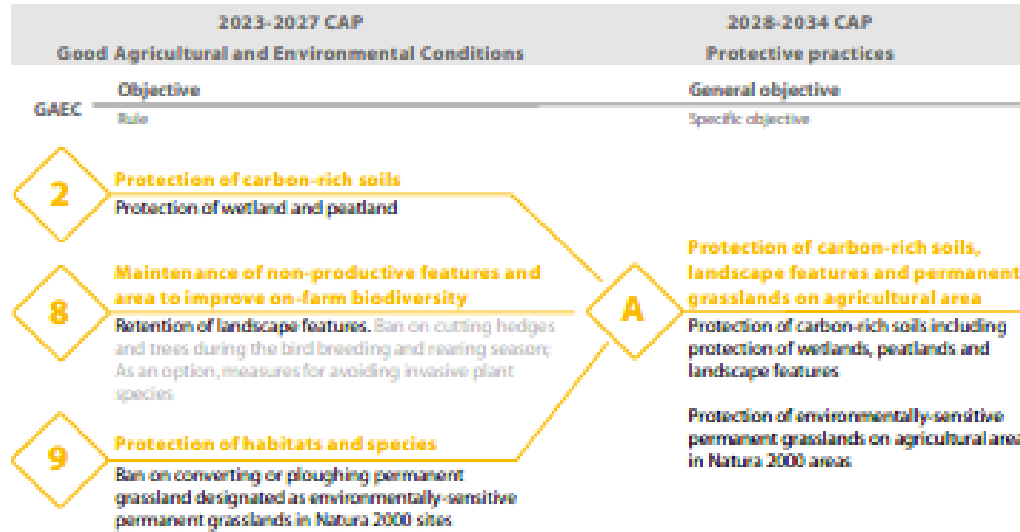 2023-2027 CAP
Good Agricultural and Environmental Conditions
2028-2034 CAP
Protective practices
GAEC
Objective
Rule
General objective
Specific objective
2
Protection of carbon-rich soils
Protection of wetland and peatland
8
Maintenance of non-productive features and
area to improve on-farm biodiversity
Retention of landscape features. Ban on cutting hedges
and trees during the bird breeding and rearing season;
As an option, measures for avoiding invasive plant
species
9
Protection of habitats and species
Ban on converting or ploughing permanent
grassland designated as environmentally-sensitive
permanent grasslands in Natura 2000 sites
A
Protection of carbon-rich soils,
landscape features and permanent
grasslands on agricultural area
Protection of carbon-rich soils including
protection of wetlands, peatlands and
landscape features
Protection of environmentally-sensitive
permanent grasslands on agricultural area
in Natura 2000 areas